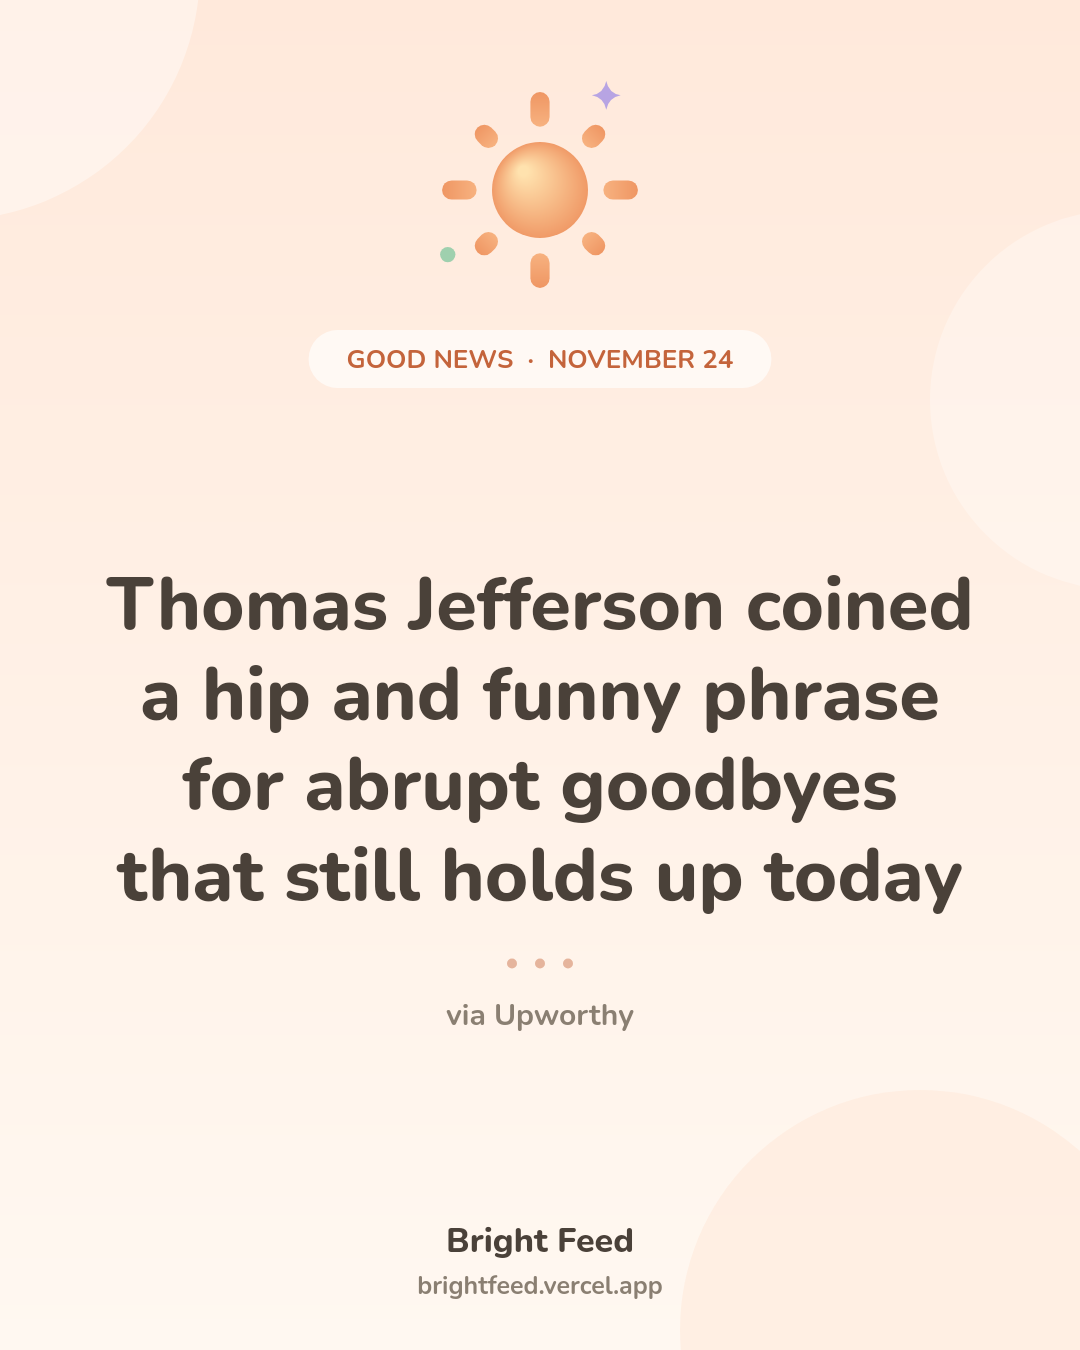 GOOD NEWS · NOVEMBER 24
Thomas Jefferson coined
a hip and funny phrase
for abrupt goodbyes
that still holds up today
via Upworthy
Bright Feed
brightfeed.vercel.app